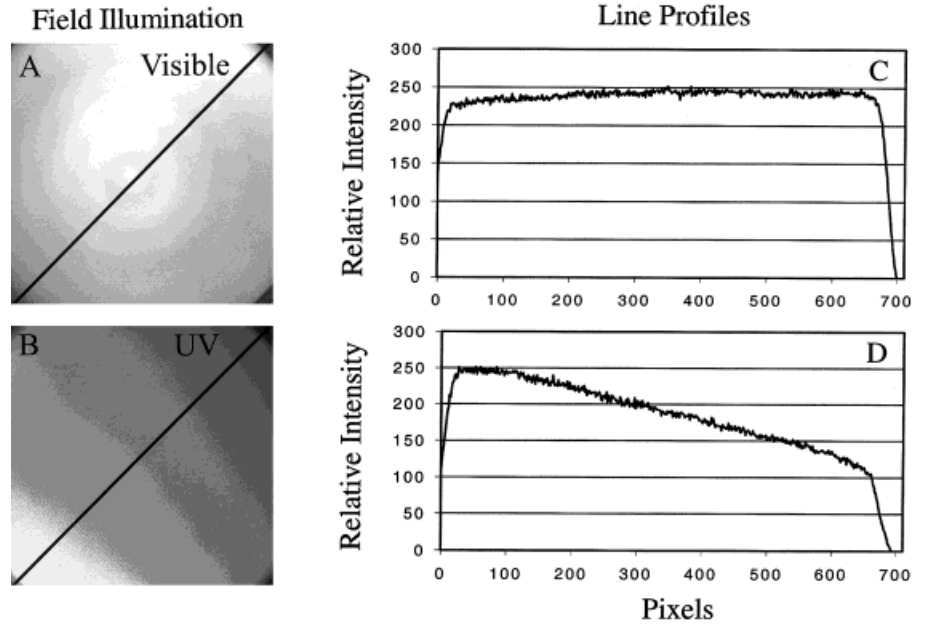 Field Illumination
Line Profiles
A
Visible
C
Relative Intensity
300
250
200
150
100
50
0
0 100 200 300 400 500 600 700
B
UV
D
Relative Intensity
300
250
200
150
100
50
0
0 100 200 300 400 500 600 700
Pixels